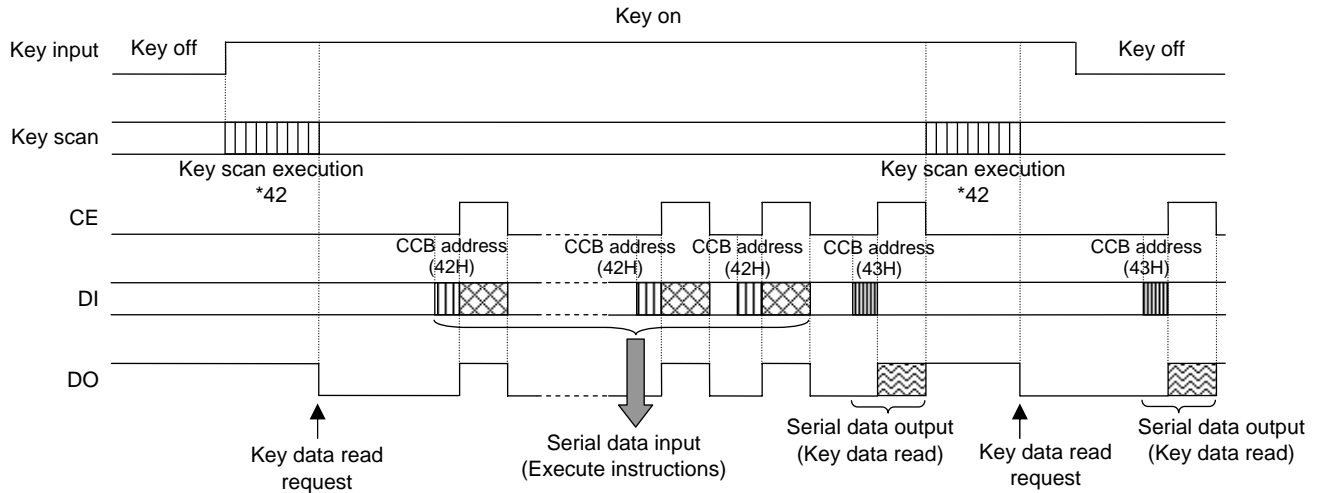 Key on
Key input
Key off
Key off
Key scan
Key scan execution
*42
Key scan execution
*42
CE
CCB address
(42H)
CCB address
(42H)
CCB address
(42H)
CCB address
(43H)
CCB address
(43H)
DI
DO
Key data read
request
Serial data input
(Execute instructions)
Serial data output
(Key data read)
Key data read
request
Serial data output
(Key data read)